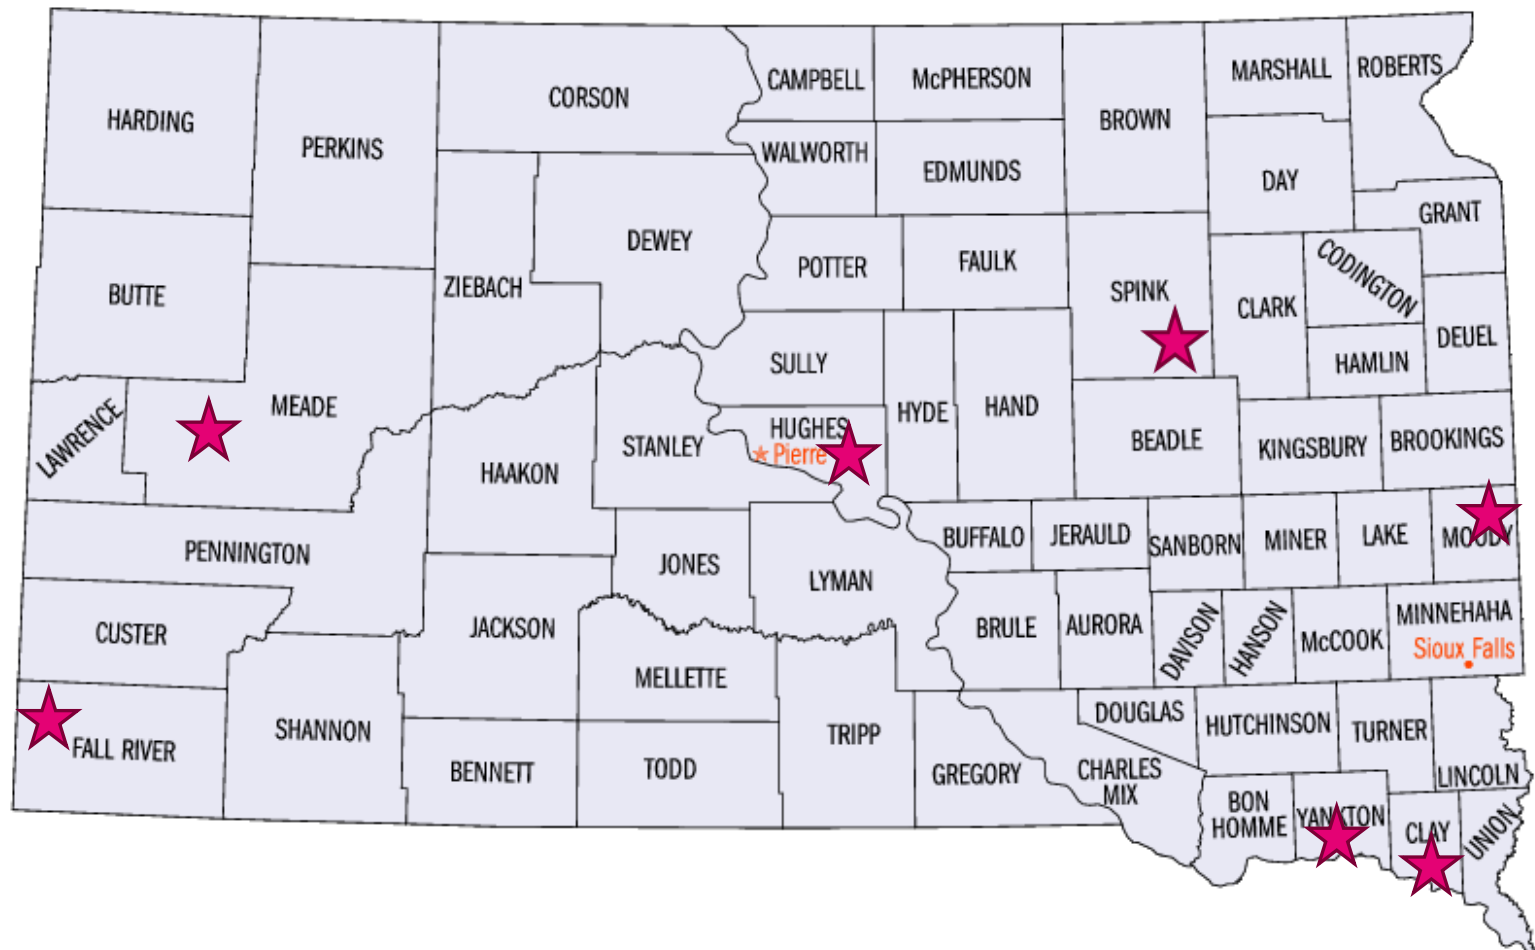 HARDING
PERKINS
CORSON
CAMPBELL
McPHERSON
BROWN
MARSHALL
ROBERTS
WALWORTH
EDMUNDS
DAY
GRANT
BUTTE
ZIEBACH
DEWEY
POTTER
FAULK
SPINK
CLARK
CODINGTON
DEUEL
HAMLIN
LAWRENCE
MEADE
HAAKON
STANLEY
SULLY
HUGHES
Pierre
HYDE
HAND
BEADLE
KINGSBURY
BROOKINGS
PENNINGTON
JONES
LYMAN
BUFFALO
JERAULD
SANBORN
MINER
LAKE
MOODY
CUSTER
JACKSON
MELLETTE
BRULE
AURORA
DAVISON
HANSON
McCOOK
MINNEHAHA
Sioux Falls
FALL RIVER
SHANNON
BENNETT
TODD
TRIPP
GREGORY
CHARLES
MIX
DOUGLAS
HUTCHINSON
TURNER
LINCOLN
BON
HOMME
YANKTON
CLAY
UNION